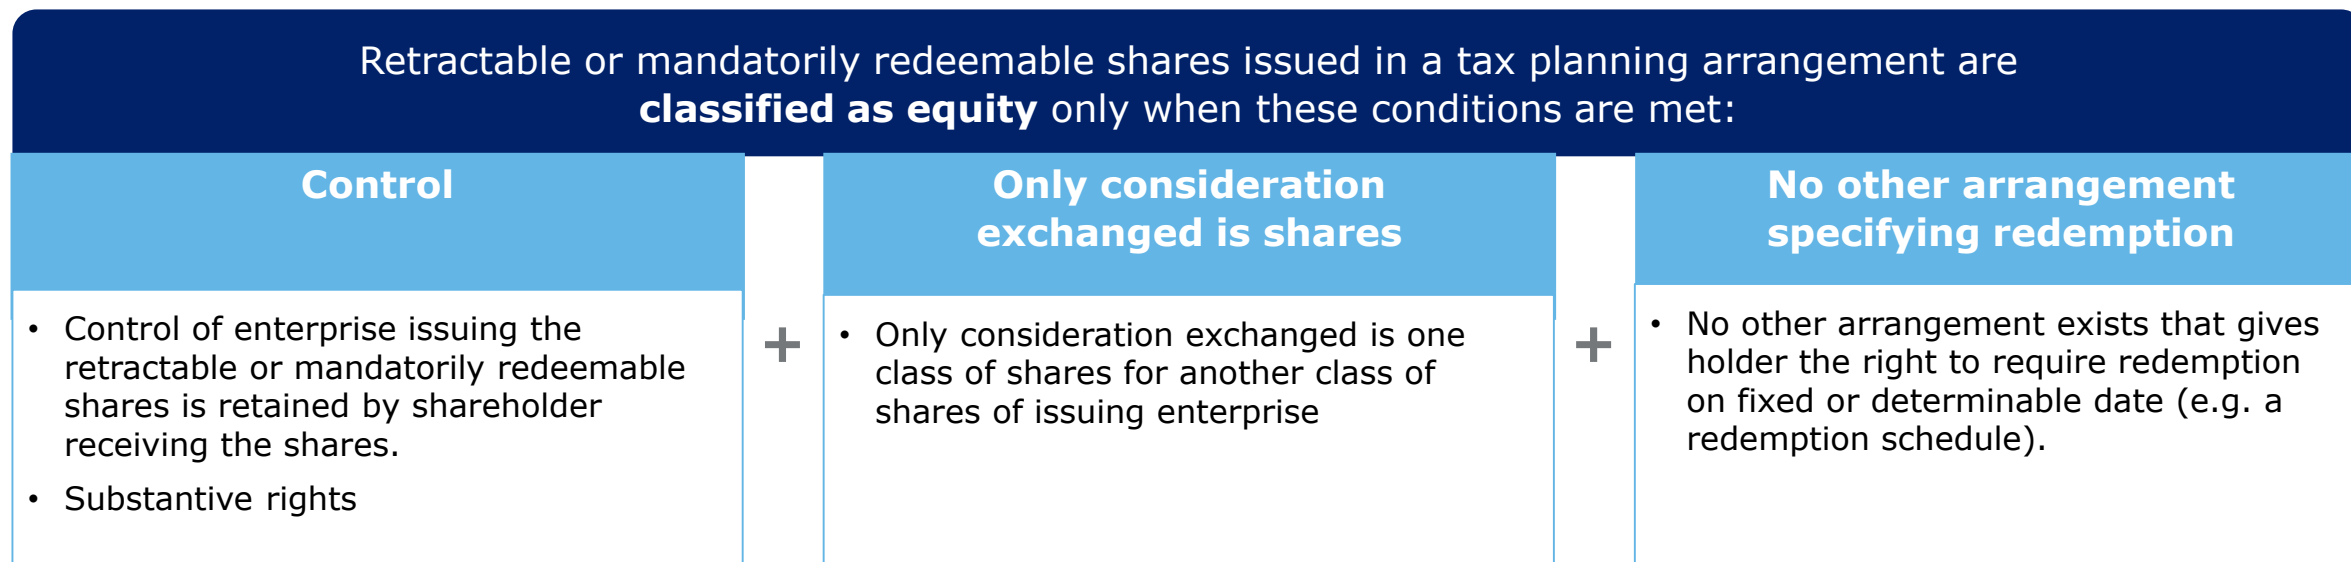 Retractable or mandatorily redeemable shares issued in a tax planning arrangement are
classified as equity only when these conditions are met:
Control
• Control of enterprise issuing the
retractable or mandatorily redeemable
shares is retained by shareholder
receiving the shares.
• Substantive rights
+
Only consideration
exchanged is shares
• Only consideration exchanged is one
class of shares for another class of
shares of issuing enterprise
+
No other arrangement
specifying redemption
• No other arrangement exists that gives
holder the right to require redemption
on fixed or determinable date (e.g. a
redemption schedule).